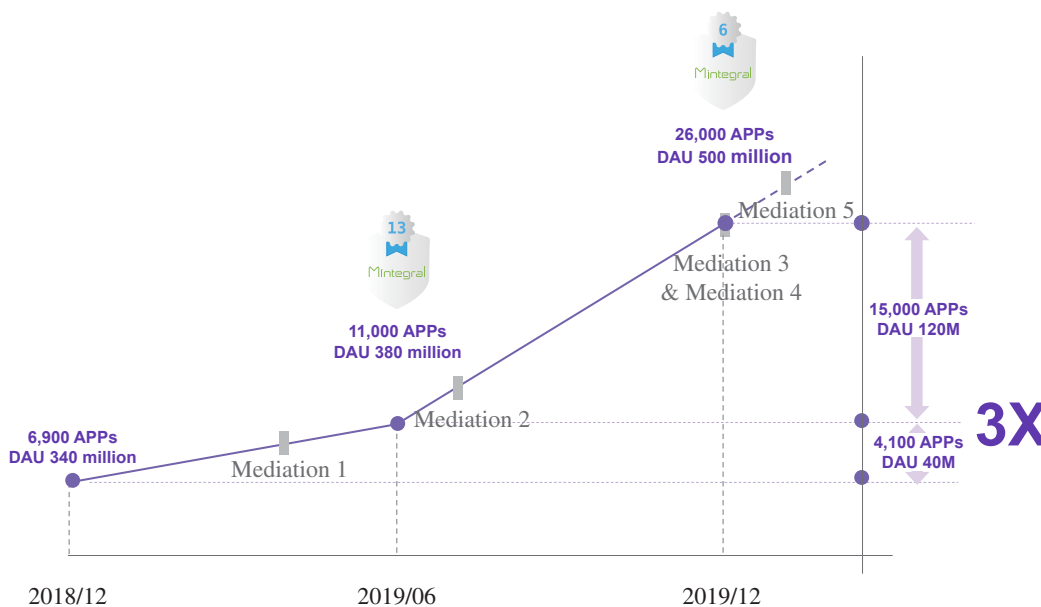 6
Mintegral
26,000 APPs
DAU 500 million
Mediation 5
13
Mintegral
Mediation 3
& Mediation 4
15,000 APPs
DAU 120M
11,000 APPs
DAU 380 million
Mediation 2
3X
6,900 APPs
DAU 340 million
Mediation 1
4,100 APPs
DAU 40M
2018/12
2019/06
2019/12